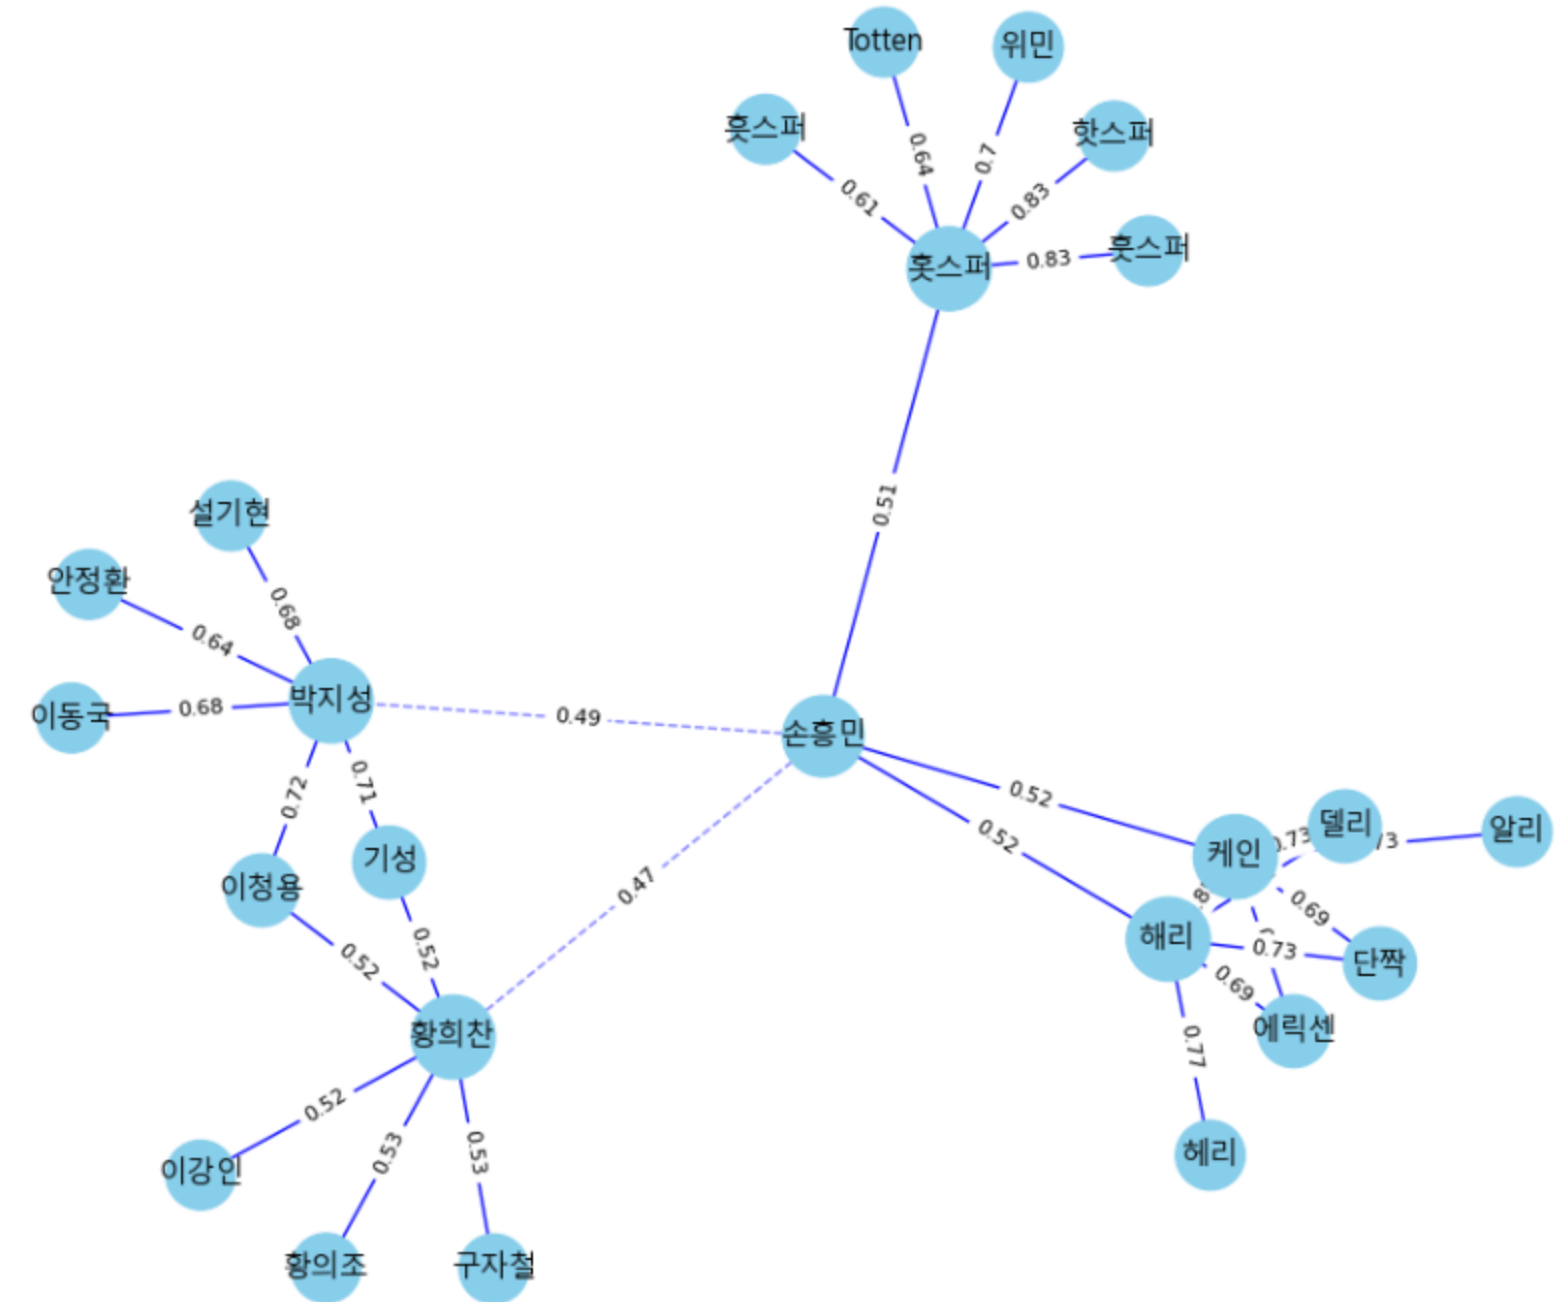 Totten
위민
흣스퍼
핫스퍼
0.64
0.7
0.61
0.83
홋스퍼
0.83
훗스퍼
0.51
설기현
안정환
0.68
0.64
박지성
이동국
0.68
0.49
손흥민
0.72
0.71
0.52
0.52
델리
알리
케인
0.73
기성
이청용
0.47
0.69
해리
0.73
단짝
0.52
0.52
0.69
에릭센
황희찬
0.77
0.52
0.53
0.53
헤리
이강인
황의조
구자철